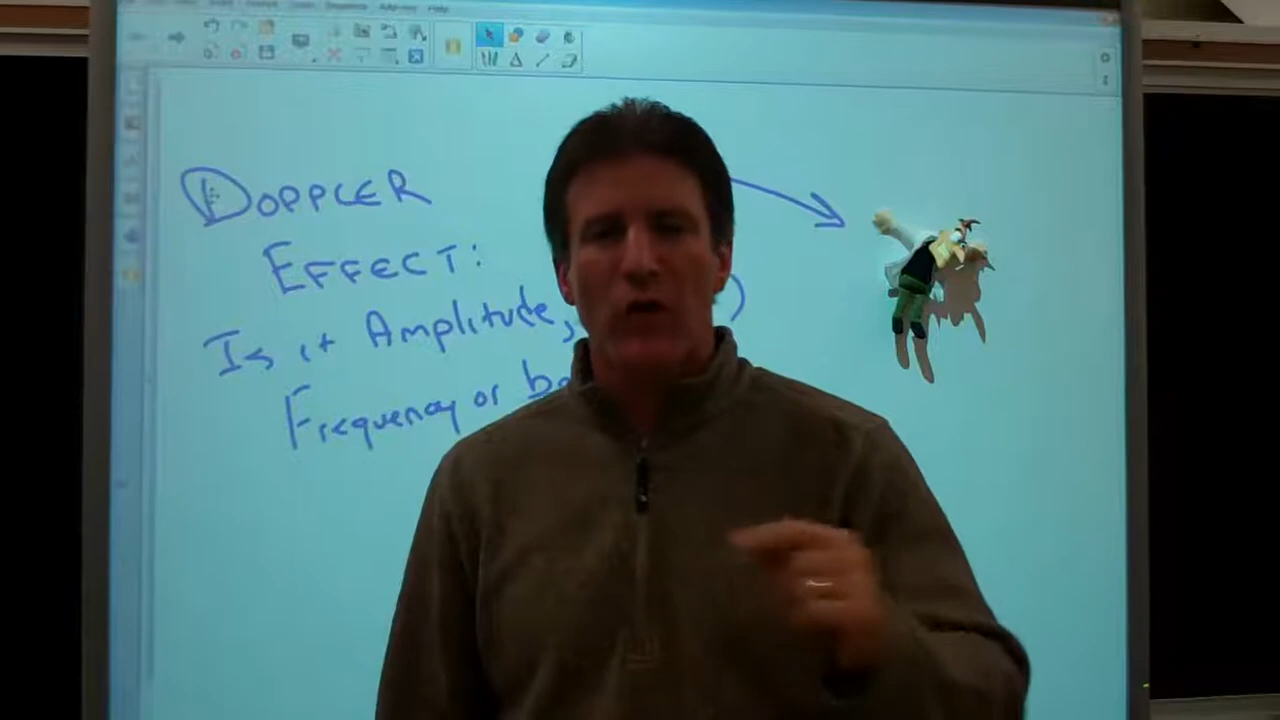 DOPPLER
EFFECT:
Is it Amplitude,
Frequency or